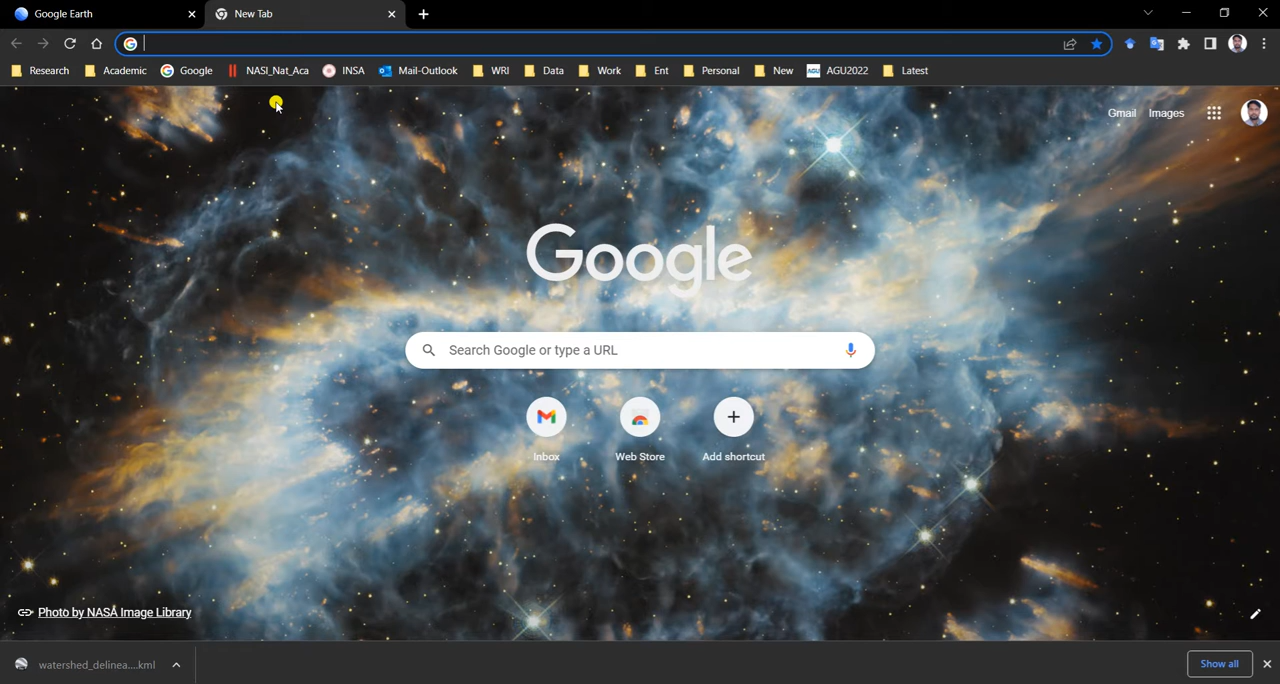 Google Earth New Tab
Research Academic Google NASI_Nat_Aca INSA Mail-Outlook WRI Data Work Ent Personal New AGU AGU2022 Latest
Gmail Images
Google
Search Google or type a URL
Inbox Web Store Add shortcut
Photo by NASA Image Library
watershed_delinea....kml Show all